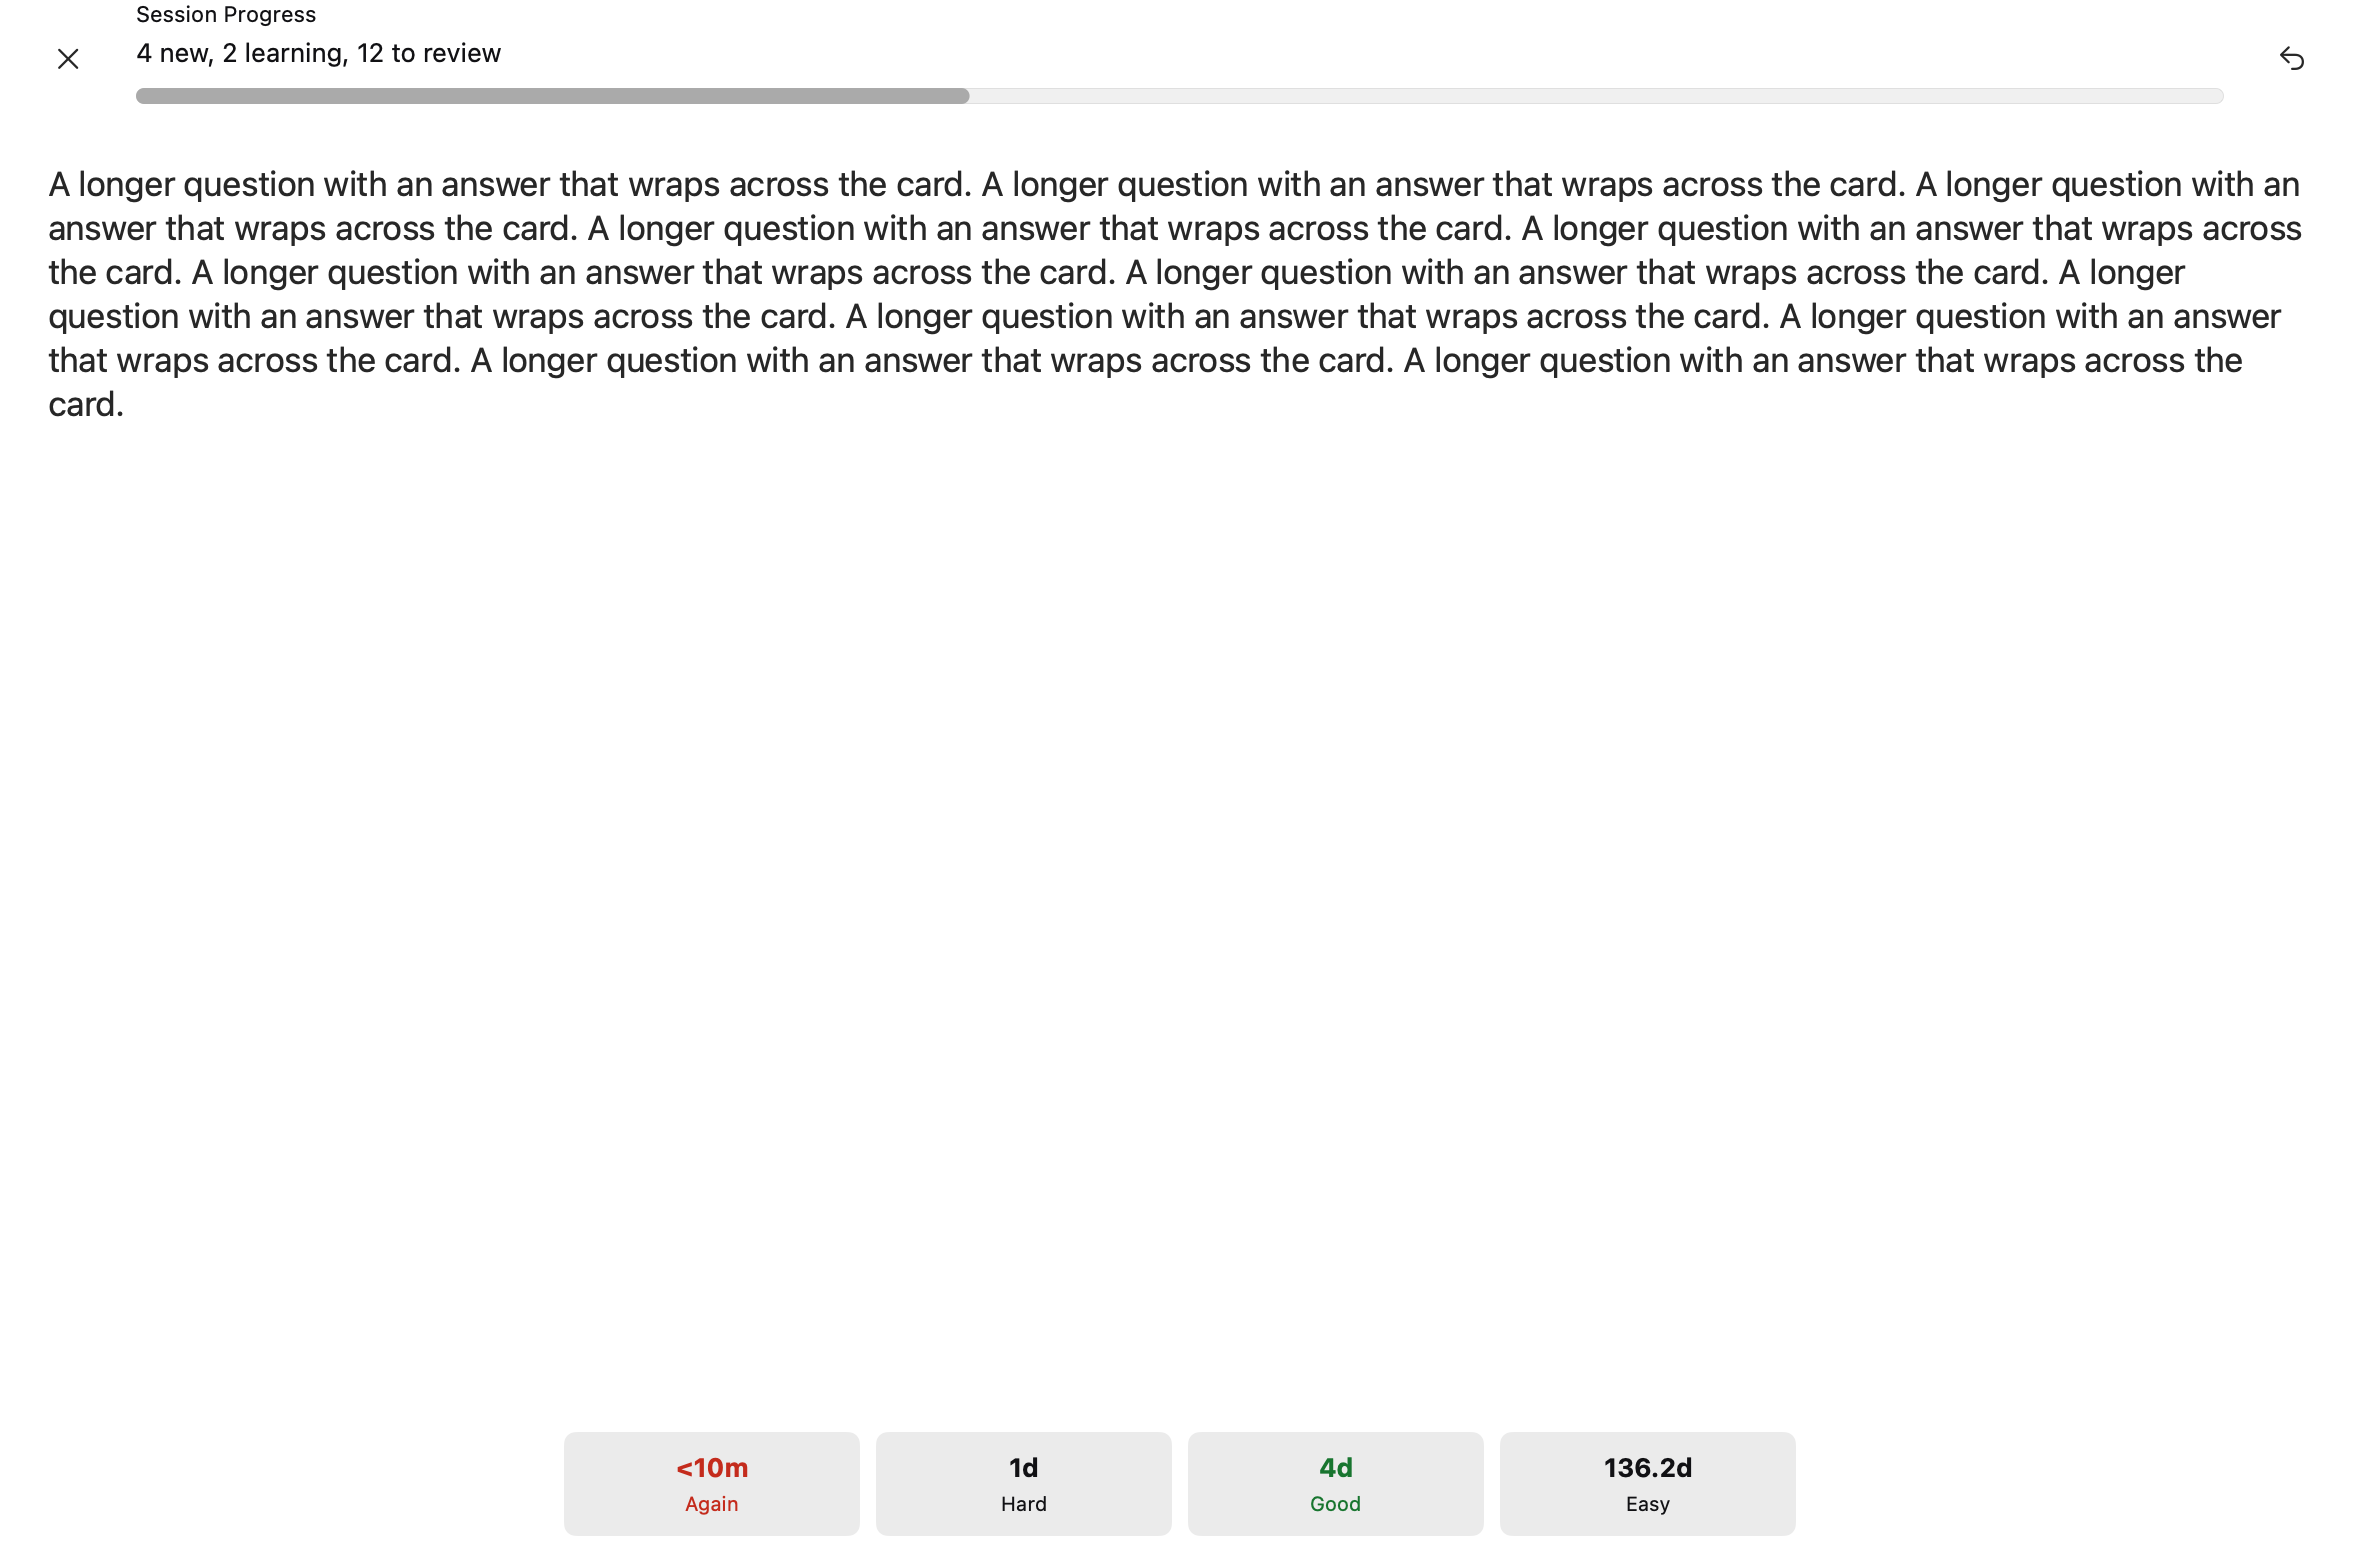 Session Progress
4 new, 2 learning, 12 to review
A longer question with an answer that wraps across the card. A longer question with an answer that wraps across the card. A longer question with an
answer that wraps across the card. A longer question with an answer that wraps across the card. A longer question with an answer that wraps across
the card. A longer question with an answer that wraps across the card. A longer question with an answer that wraps across the card. A longer
question with an answer that wraps across the card. A longer question with an answer that wraps across the card. A longer question with an answer
that wraps across the card. A longer question with an answer that wraps across the card. A longer question with an answer that wraps across the
card.
<10m
Again
1d
Hard
4d
Good
136.2d
Easy